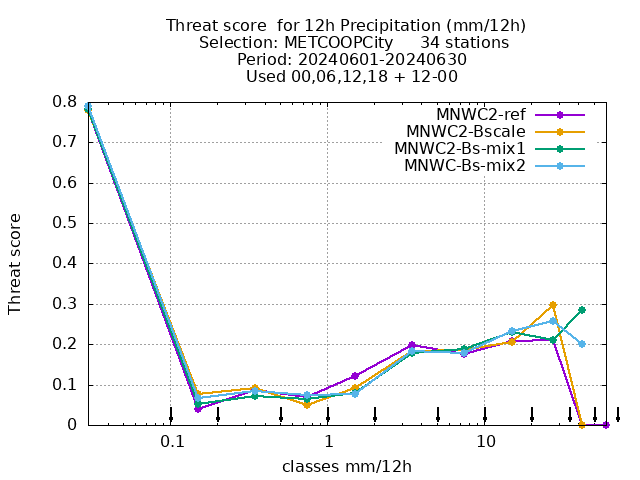 Threat score  for 12h Precipitation (mm/12h)
Selection: METCOOPCity     34 stations
Period: 20240601-20240630
Used 00,06,12,18 + 12-00
MNWC2-ref
MNWC2-Bscale
MNWC2-Bs-mix1
MNWC-Bs-mix2
0.8
0.7
0.6
0.5
0.4
0.3
0.2
0.1
0
Threat score
0.1 1 10
classes mm/12h